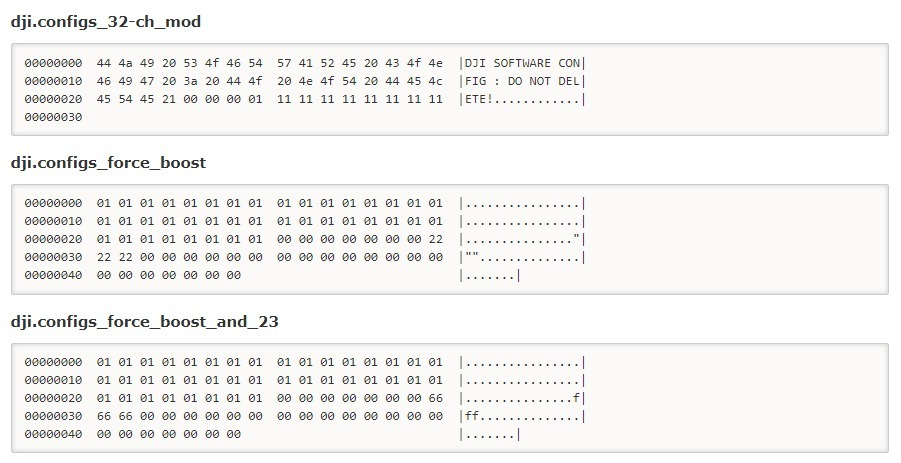 dji.configs_32-ch_mod
00000000  44 4a 49 20 53 4f 46 54  57 41 52 45 20 43 4f 4e  |DJI SOFTWARE CON|
00000010  46 49 47 20 3a 20 44 4f  20 4e 4f 54 20 44 45 4c  |FIG : DO NOT DEL|
00000020  45 54 45 21 00 00 00 01  11 11 11 11 11 11 11 11  |ETE!............|
00000030
dji.configs_force_boost
00000000  01 01 01 01 01 01 01 01  01 01 01 01 01 01 01 01  |................|
00000010  01 01 01 01 01 01 01 01  01 01 01 01 01 01 01 01  |................|
00000020  01 01 01 01 01 01 01 01  00 00 00 00 00 00 00 22  |..............."|
00000030  22 22 00 00 00 00 00 00  00 00 00 00 00 00 00 00  |""..............|
00000040  00 00 00 00 00 00 00  |.......|
dji.configs_force_boost_and_23
00000000  01 01 01 01 01 01 01 01  01 01 01 01 01 01 01 01  |................|
00000010  01 01 01 01 01 01 01 01  01 01 01 01 01 01 01 01  |................|
00000020  01 01 01 01 01 01 01 01  00 00 00 00 00 00 00 66  |...............f|
00000030  66 66 00 00 00 00 00 00  00 00 00 00 00 00 00 00  |ff..............|
00000040  00 00 00 00 00 00 00  |.......|